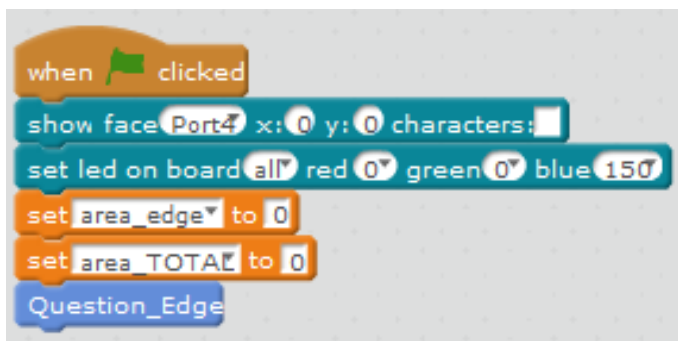 when clicked
show face Port4 x: 0 y: 0 characters:
set led on board all red 0 green 0 blue 150
set area_edge to 0
set area_TOTAL to 0
Question_Edge